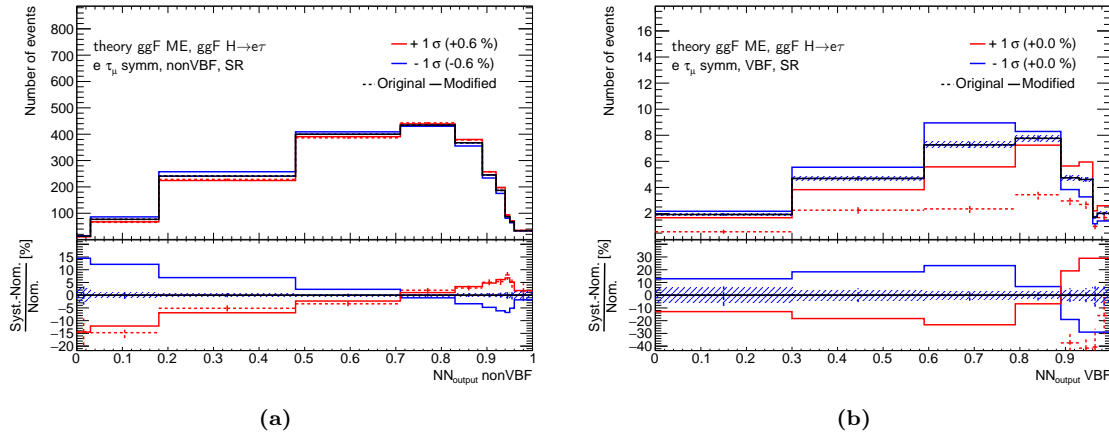 Number of events
800
700
600
500
400
300
200
100
theory ggF ME, ggF H→eτ
e τμ symm, nonVBF, SR
+ 1 σ (+0.6 %)
- 1 σ (-0.6 %)
Original Modified
Syst.-Nom. [%]
Nom.
15
10
5
0
−5
−10
−15
−20
0 0.1 0.2 0.3 0.4 0.5 0.6 0.7 0.8 0.9 1
NNoutput nonVBF
(a)
Number of events
16
14
12
10
8
6
4
2
theory ggF ME, ggF H→eτ
e τμ symm, VBF, SR
+ 1 σ (+0.0 %)
- 1 σ (+0.0 %)
Original Modified
Syst.-Nom. [%]
Nom.
40
30
20
10
0
−10
−20
−30
−40
0 0.1 0.2 0.3 0.4 0.5 0.6 0.7 0.8 0.9
NNoutput VBF
(b)